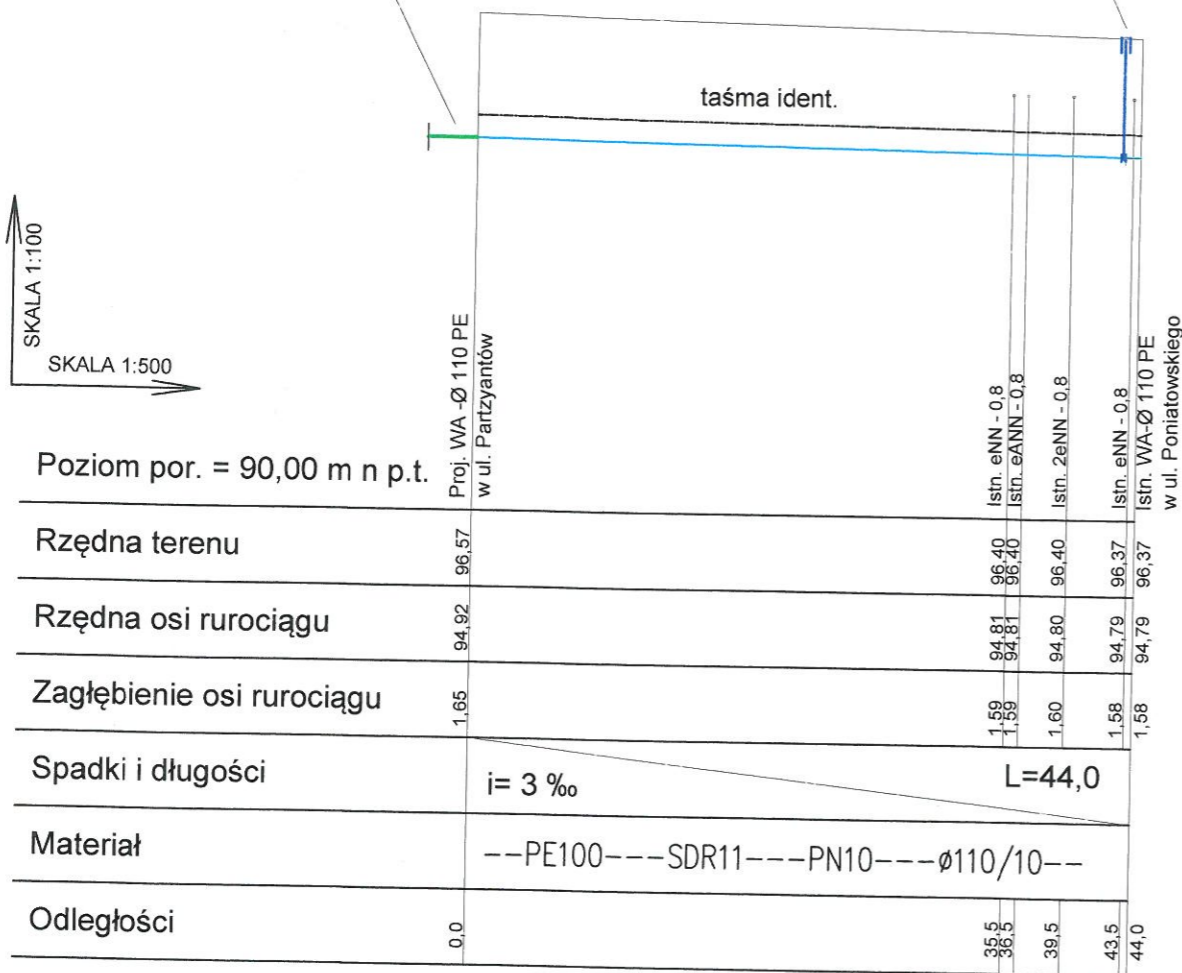 taśma ident.
SKALA 1:100
SKALA 1:500
Proj. WA -Ø 110 PE
w ul. Partzyantów
Istn. eNN - 0,8
Istn. eANN - 0,8
Istn. 2eNN - 0,8
Istn. eNN - 0,8
Istn. WA-Ø 110 PE
w ul. Poniatowskiego
Poziom por. = 90,00 m n p.t.
Rzędna terenu 96,57 96,40 96,40 96,40 96,37 96,37
Rzędna osi rurociągu 94,92 94,81 94,81 94,80 94,79 94,79
Zagłębienie osi rurociągu 1,65 1,59 1,59 1,60 1,58 1,58
Spadki i długości i= 3 ‰ L=44,0
Materiał --PE100---SDR11---PN10---ø110/10--
Odległości 0,0 35,5 36,5 39,5 43,5 44,0